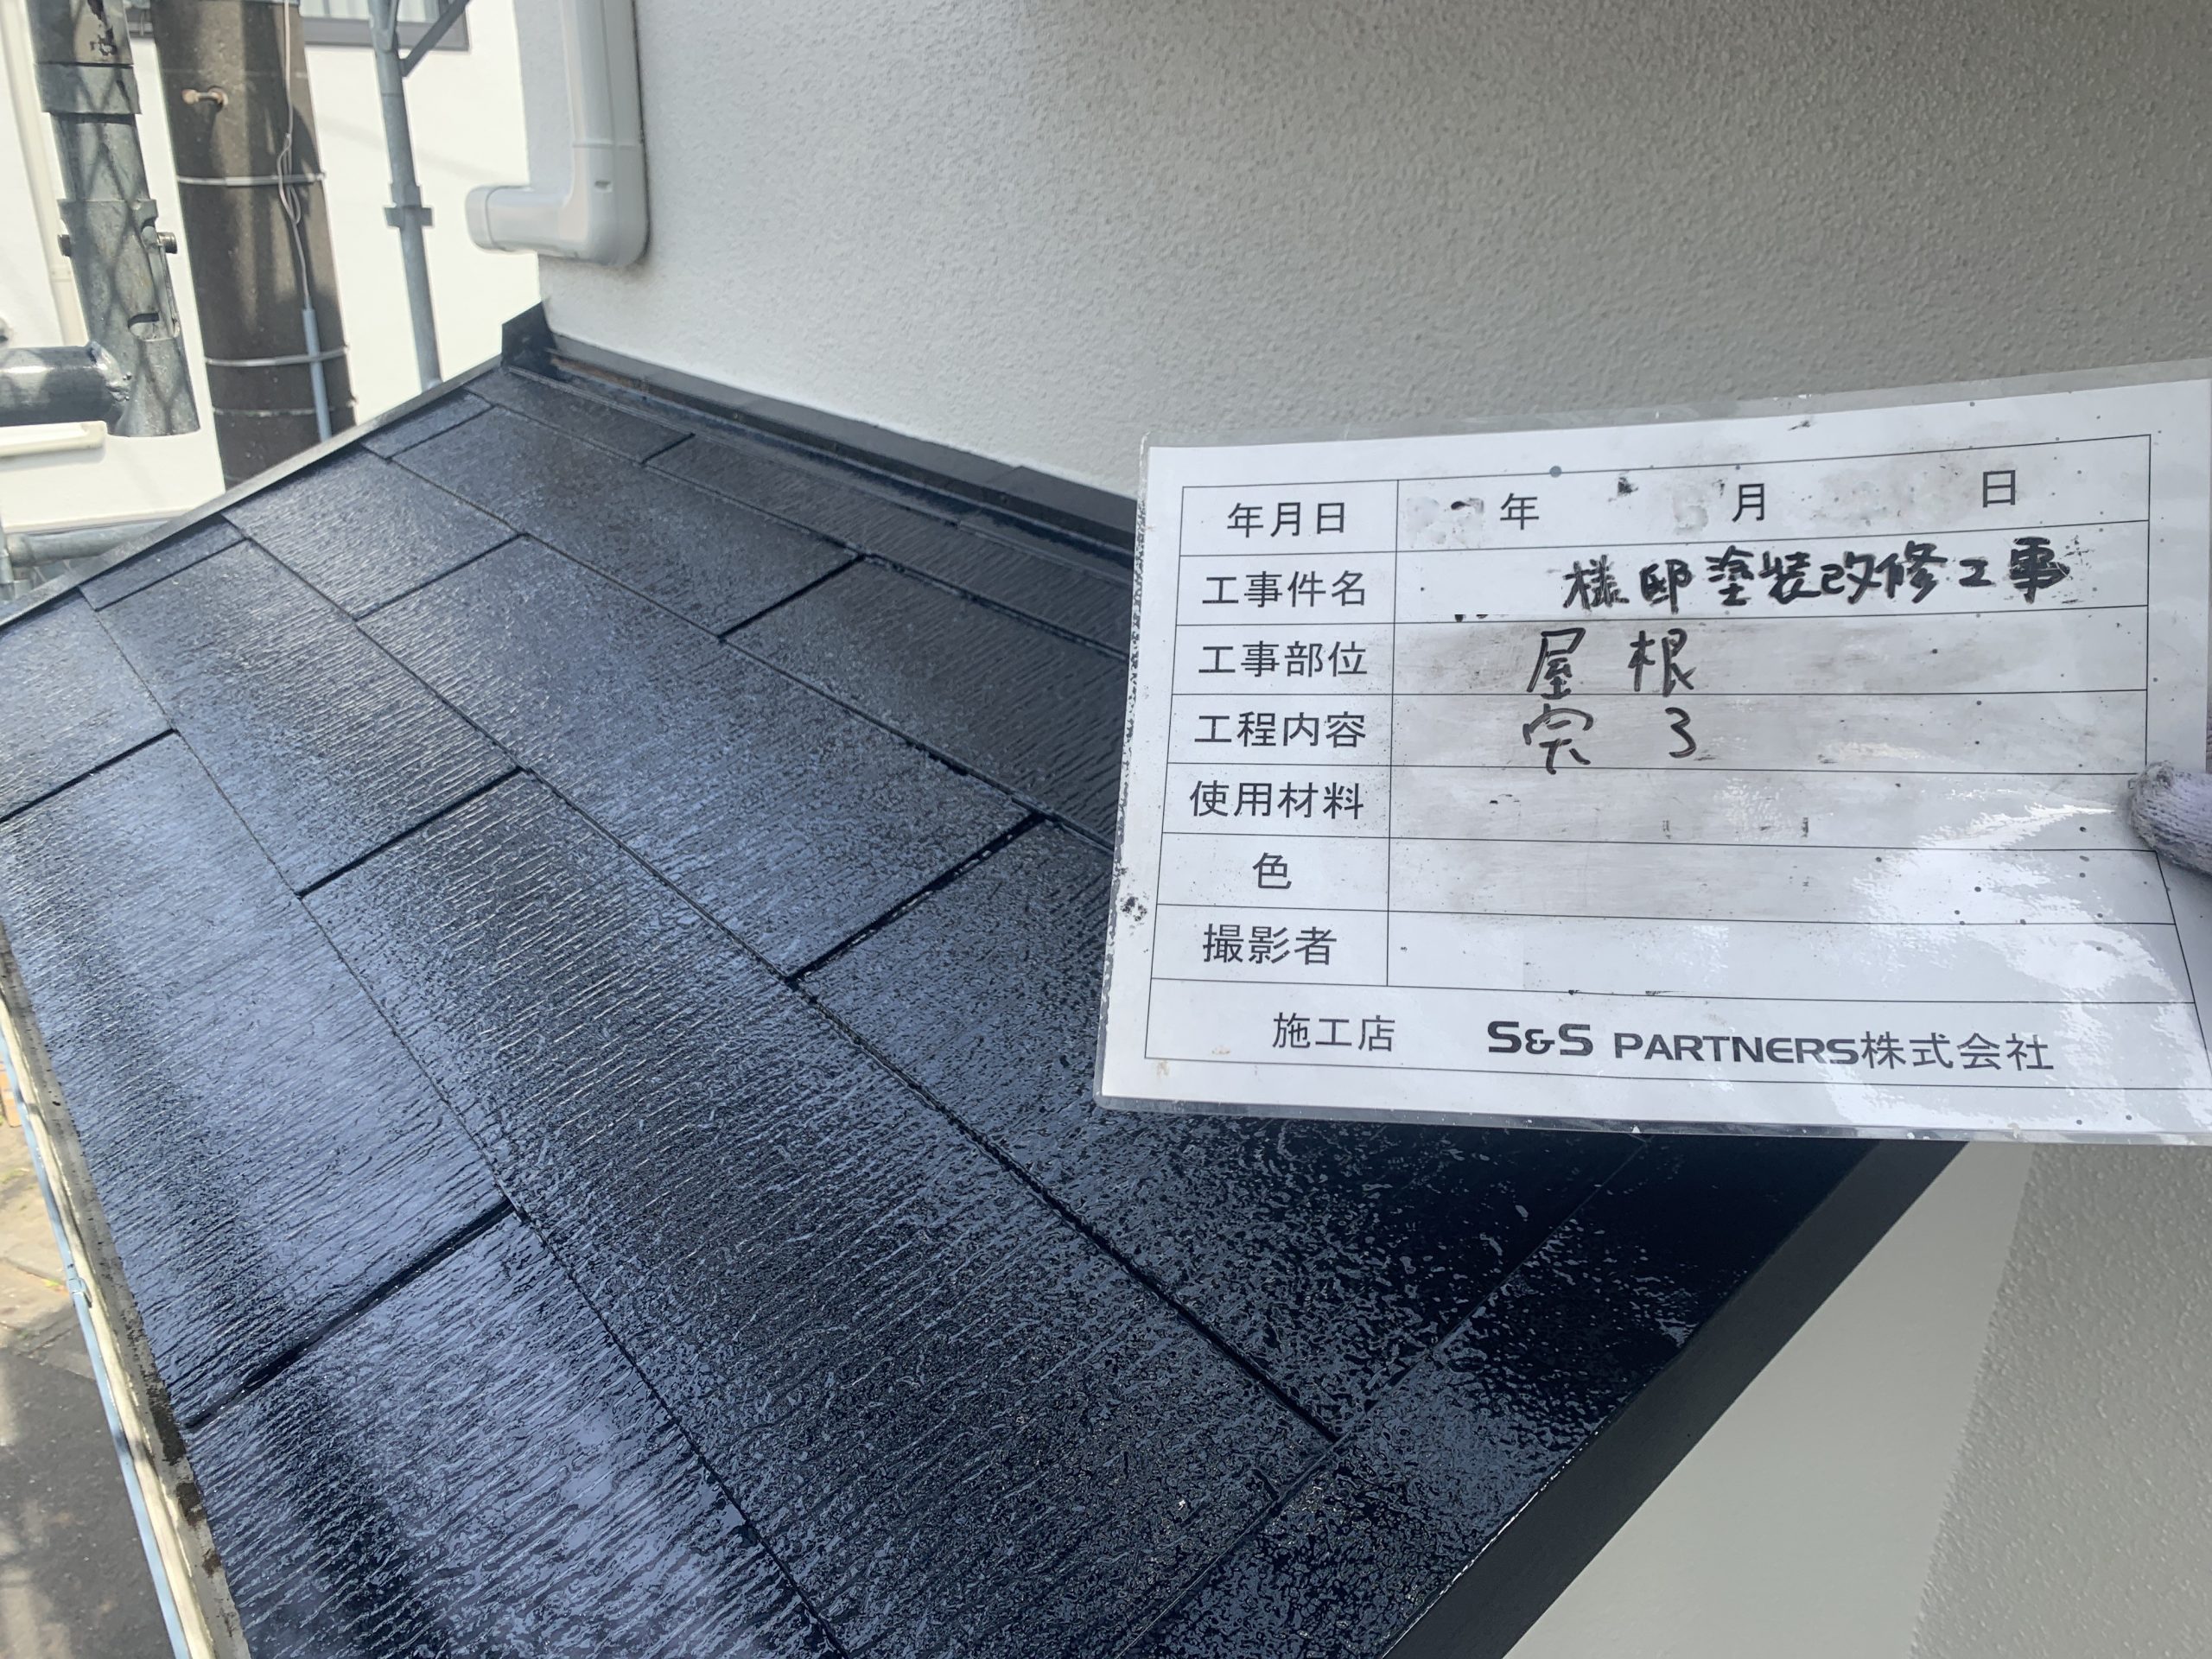 年月日 年 月 日
工事件名 様邸塗装改修工事
工事部位 屋根
工程内容 完了
使用材料
色
撮影者
施工店 S&S PARTNERS株式会社